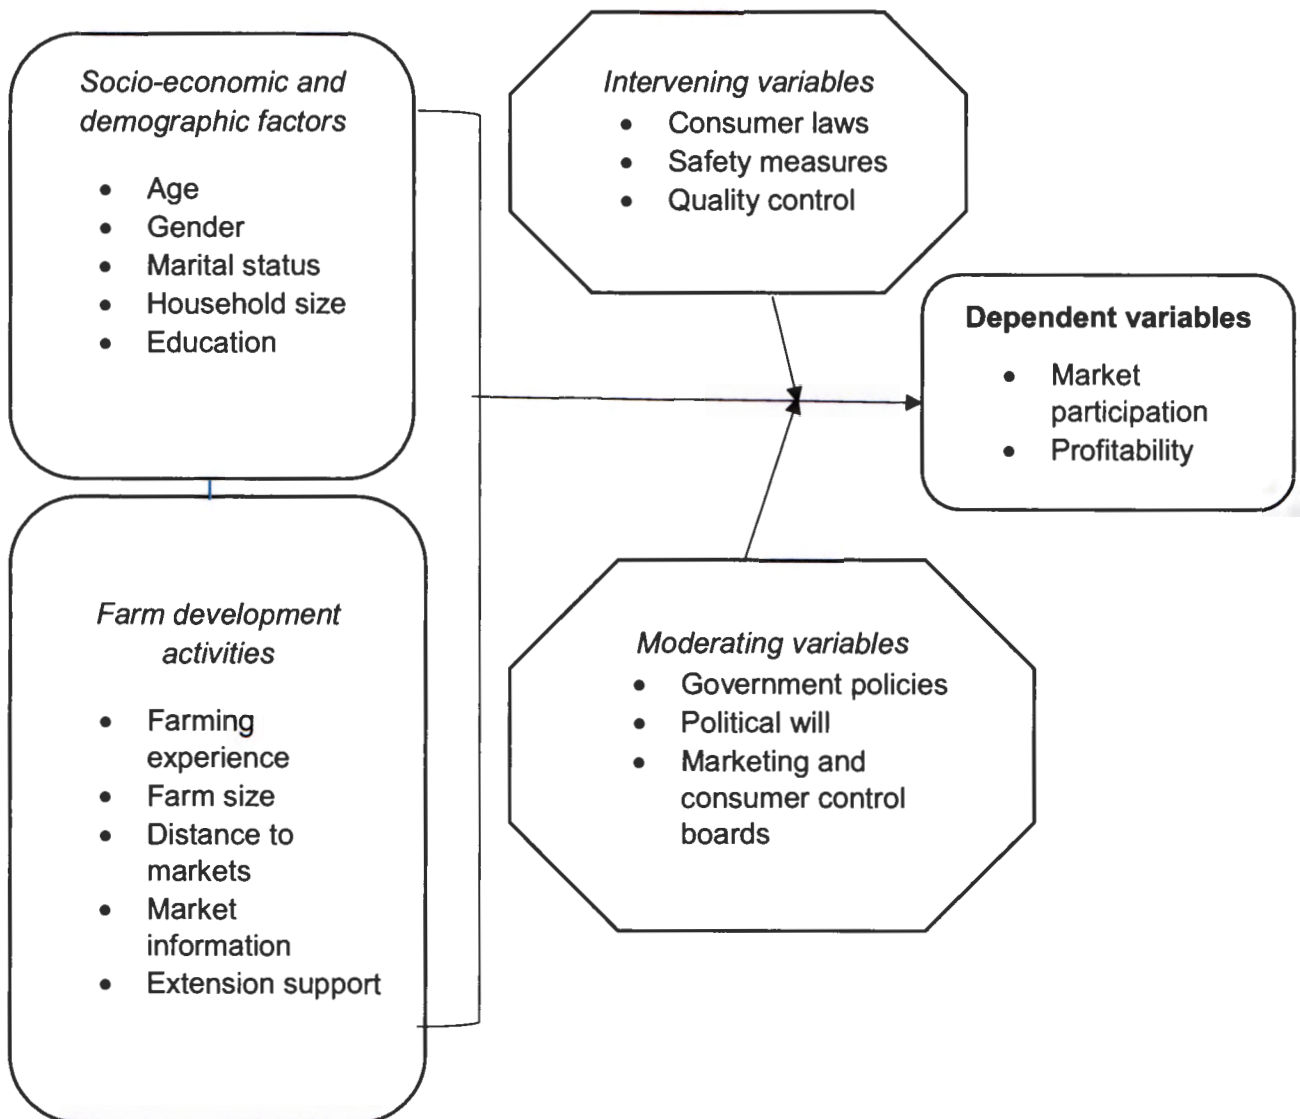 Socio-economic and
demographic factors
• Age
• Gender
• Marital status
• Household size
• Education
Intervening variables
• Consumer laws
• Safety measures
• Quality control
Dependent variables
• Market
participation
• Profitability
Farm development
activities
• Farming
experience
• Farm size
• Distance to
markets
• Market
information
• Extension support
Moderating variables
• Government policies
• Political will
• Marketing and
consumer control
boards